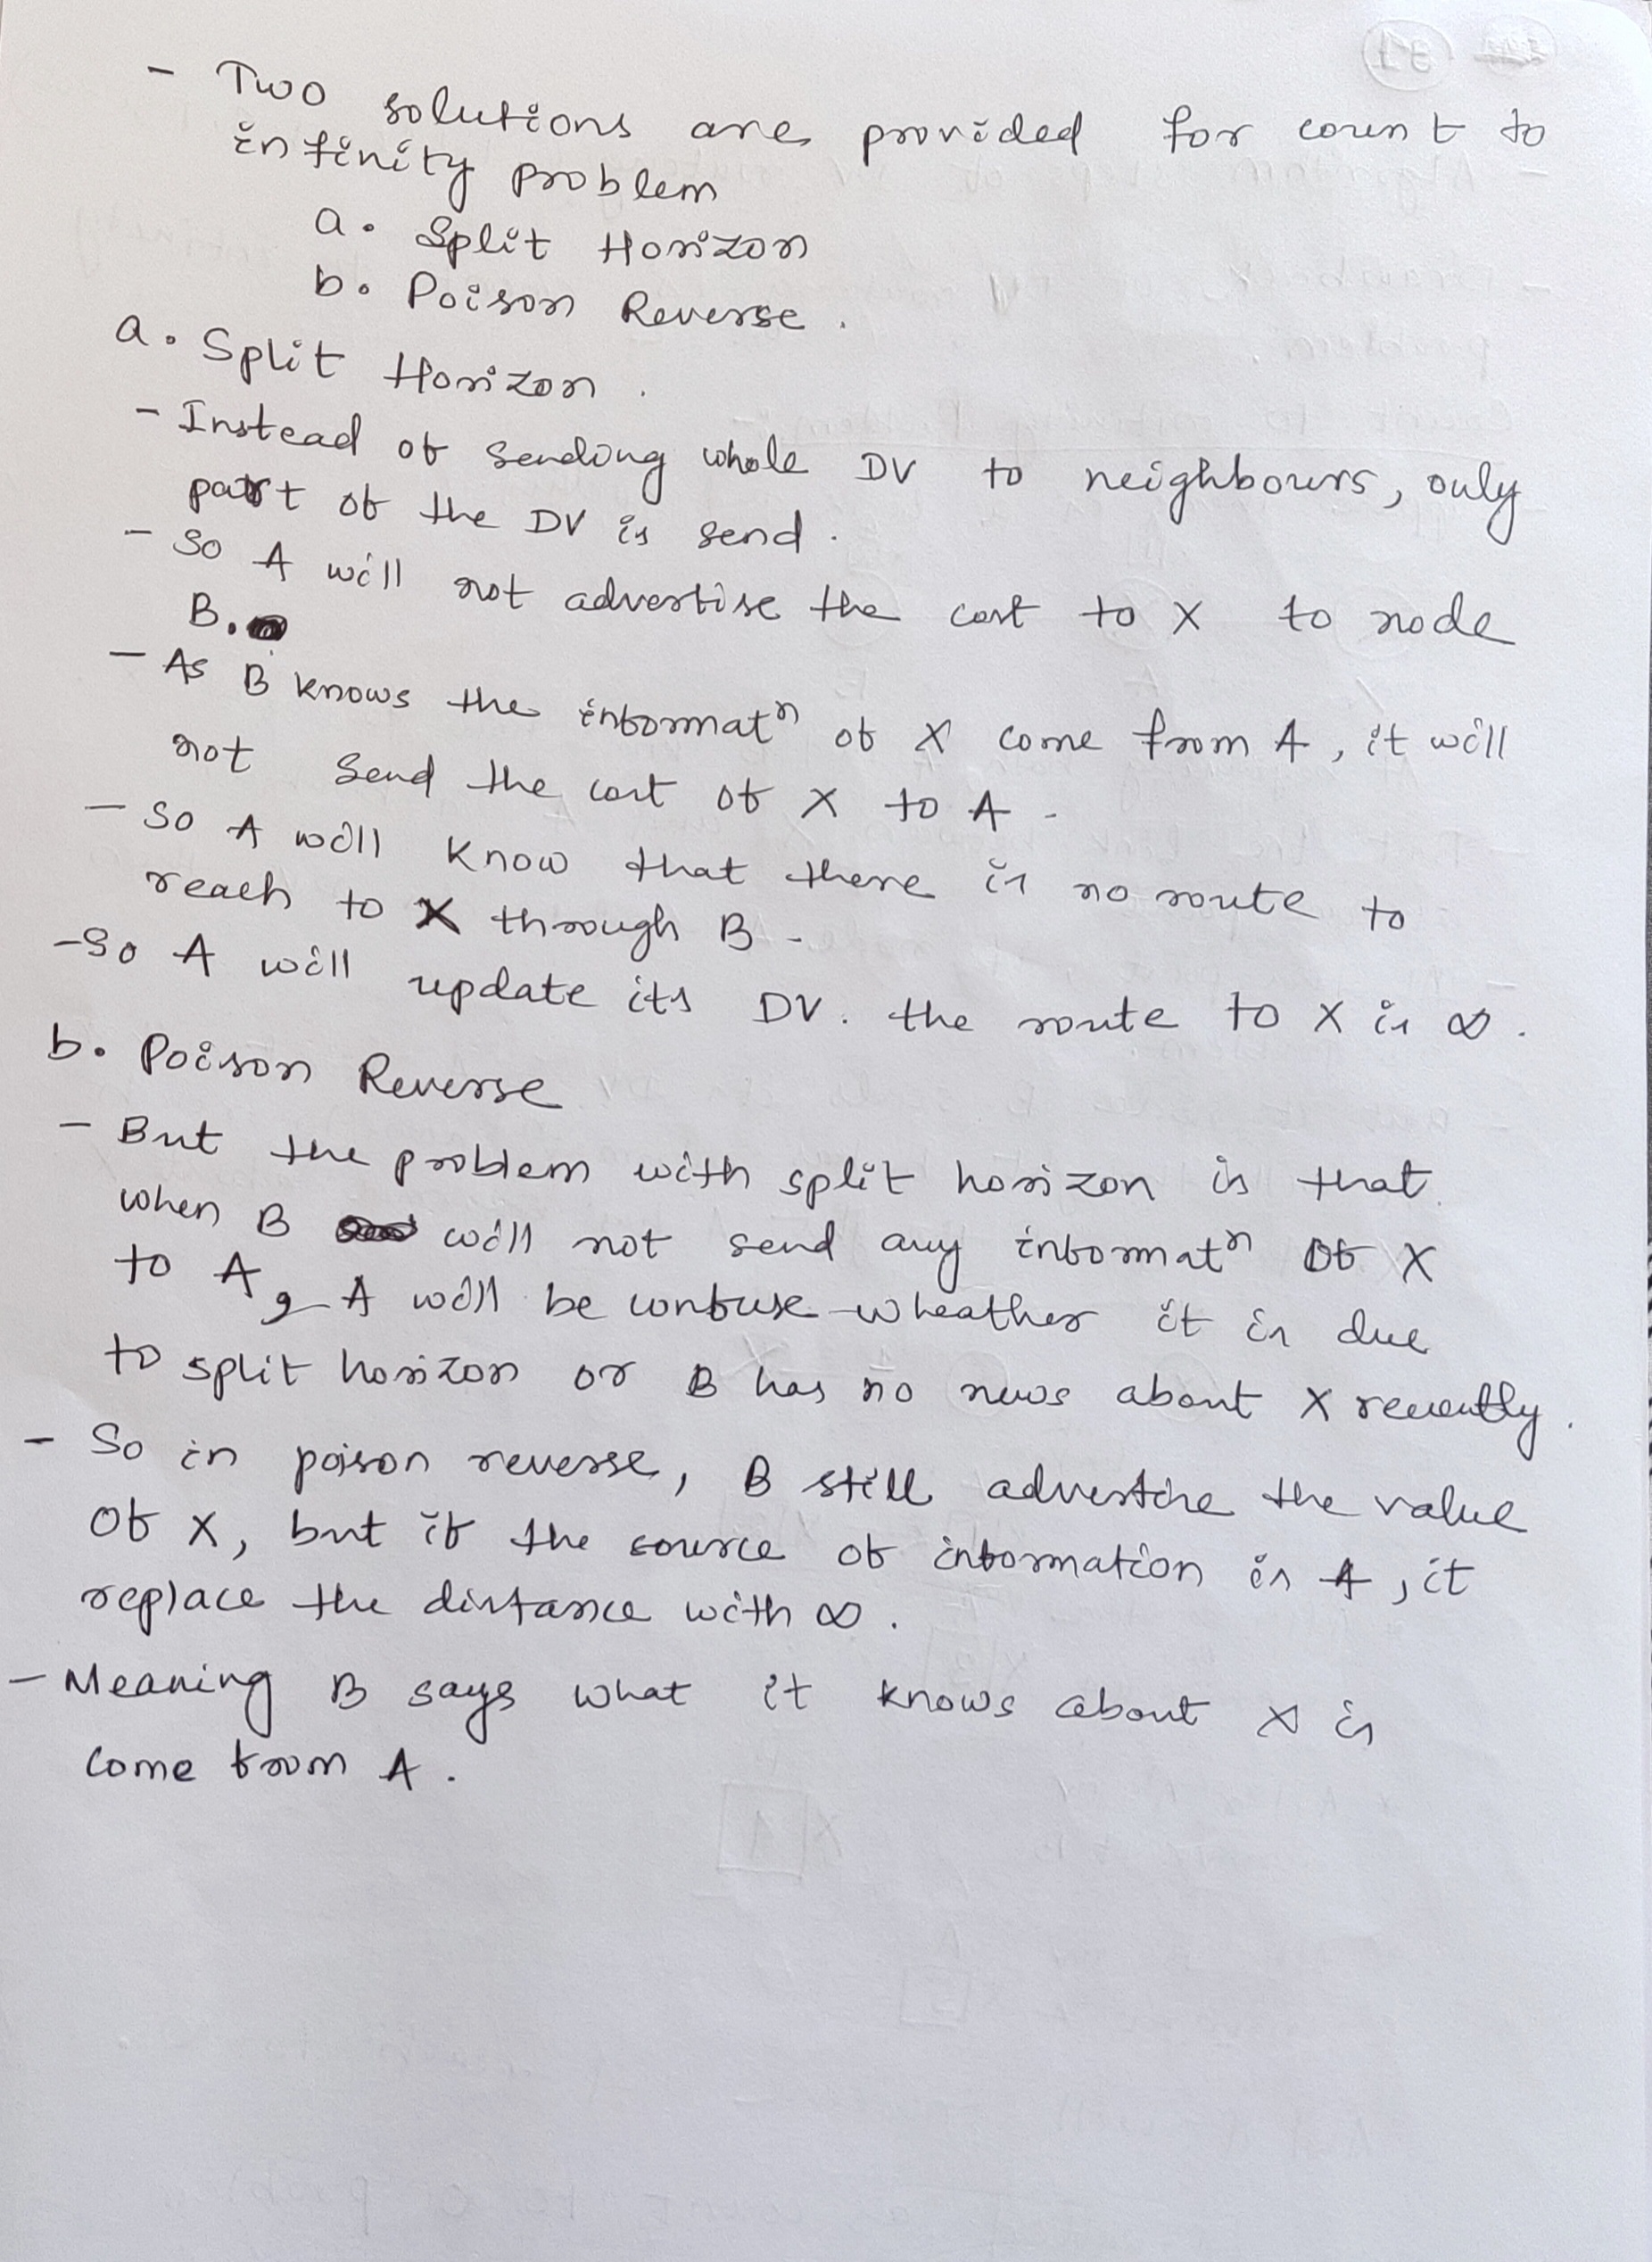 - Two solutions are provided for count to
infinity problem
a. Split Horizon
b. Poison Reverse.
a. Split Horizon.
- Instead of sending whole DV to neighbours, only
part of the DV is send.
- So A will not advertise the cost to X to node
B.
- As B knows the informatⁿ of X come from A, it will
not send the cost of X to A.
- So A will know that there is no route to
reach to X through B.
- So A will update its DV. the route to X is ∞.
b. Poison Reverse
- But the problem with split horizon is that
when B will not send any informatⁿ of X
to A, A will be confuse wheather it is due
to split horizon or B has no news about X recently.
- So in poison reverse, B still advertise the value
of X, but if the source of information is A, it
replace the distance with ∞.
- Meaning B says what it knows about X is
come from A.